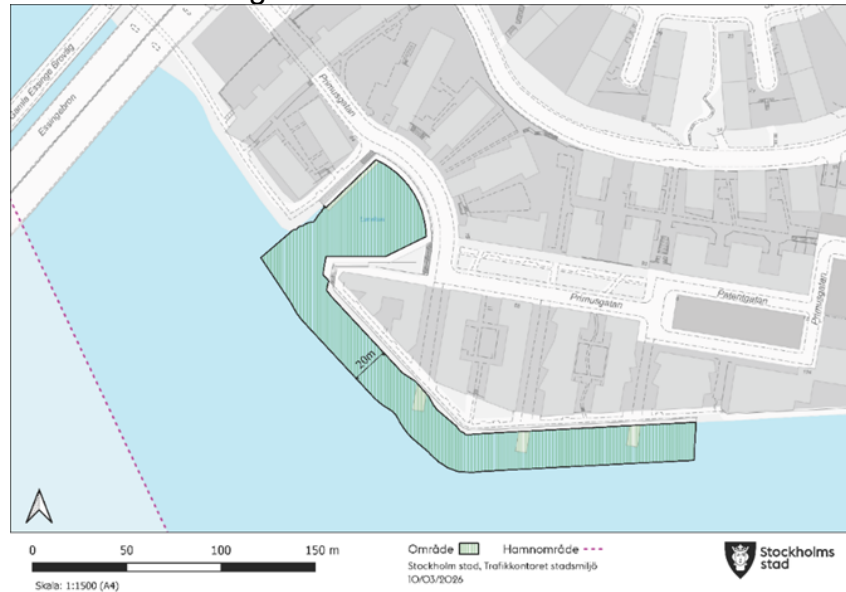 Gamla Essinge Broväg
Essingebron
Primusgatan
20m
Primusgatan
Patentgatan
Primusgatan
0 50 100 150 m
Skala: 1:1500 (A4)
Område Hamnområde
Stockholm stad, Trafikkontoret stadsmiljö
10/03/2026
Stockholms
stad